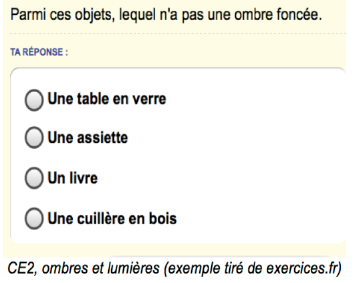 Parmi ces objets, lequel n'a pas une ombre foncée.
TA RÉPONSE :
Une table en verre
Une assiette
Un livre
Une cuillère en bois
CE2, ombres et lumières (exemple tiré de exercices.fr)